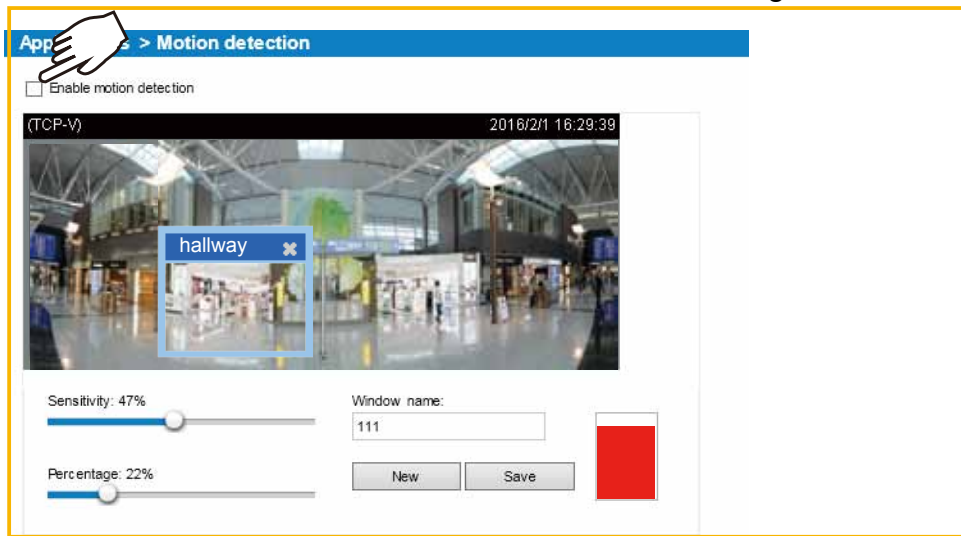 > Motion detection
Enable motion detection
(TCP-V) 2016/2/1 16:29:39
hallway
Sensitivity: 47%
Window name:
111
Percentage: 22%
New Save